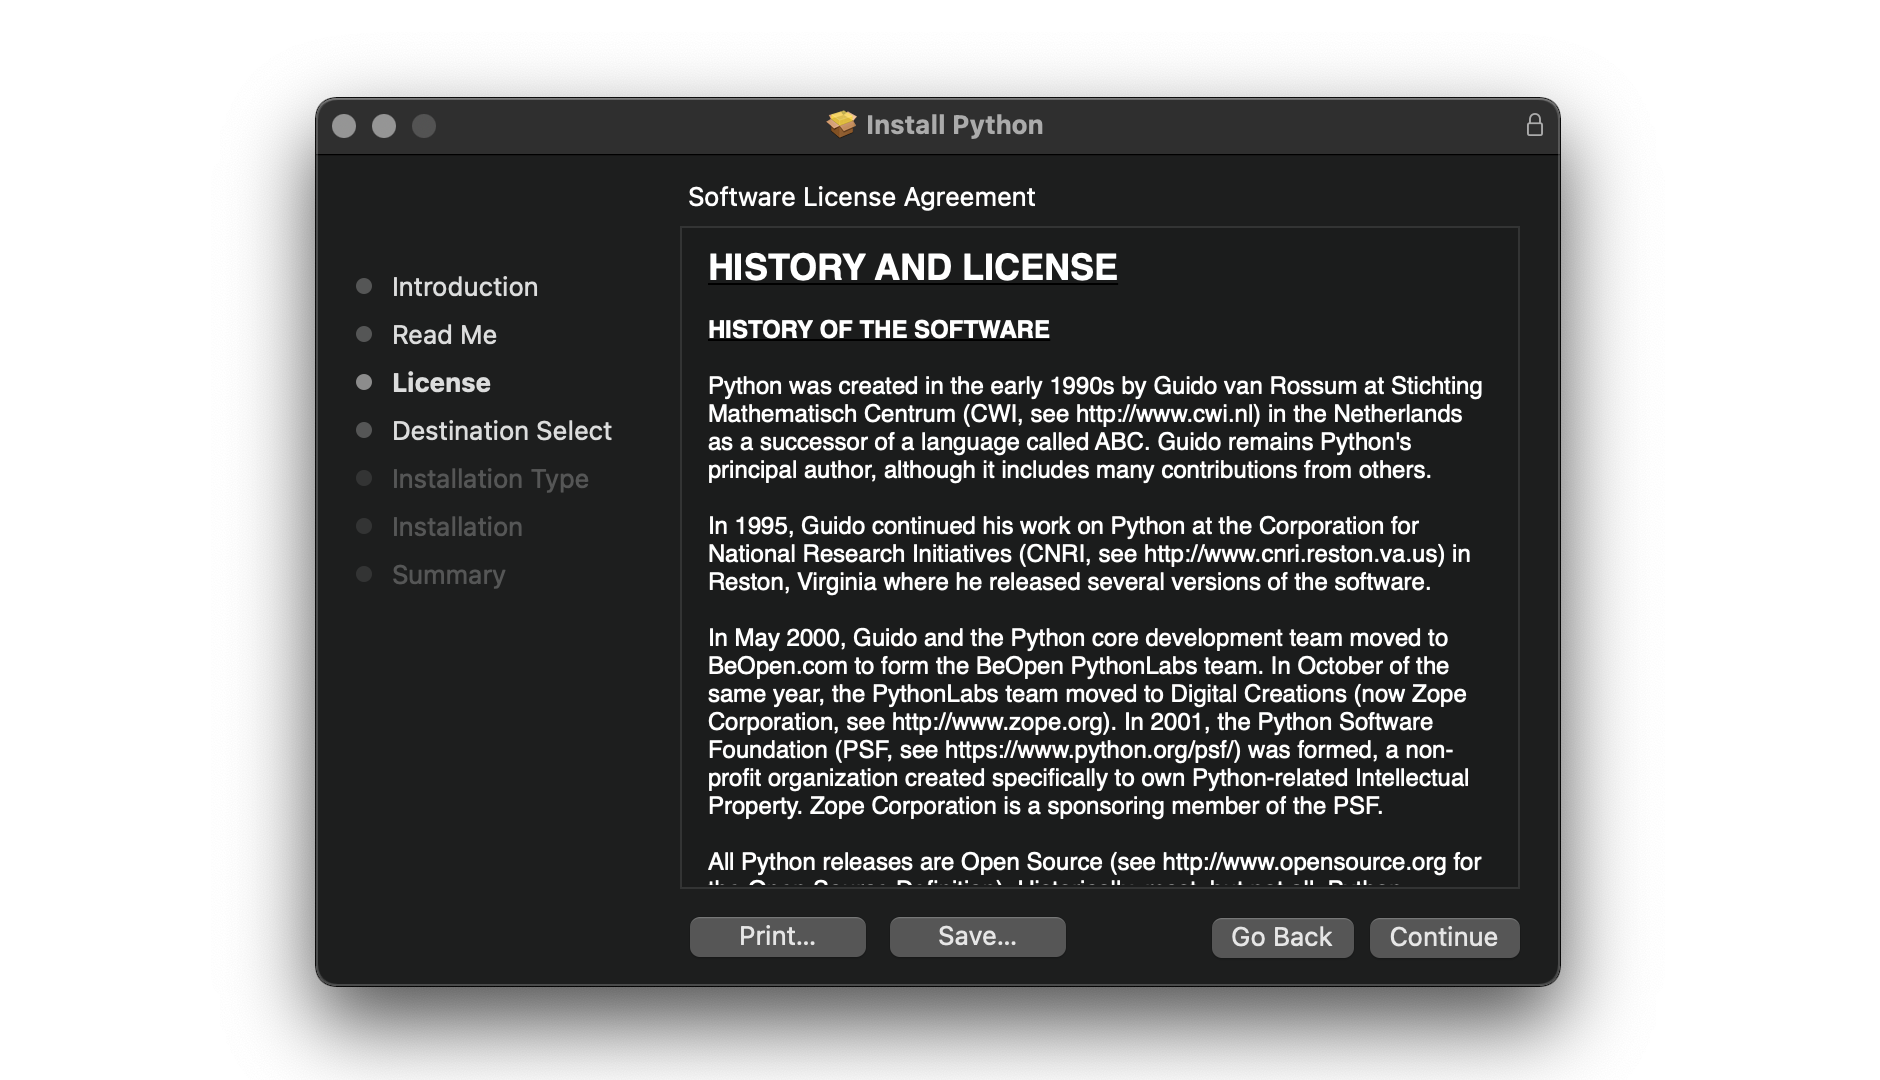 Install Python
Software License Agreement
Introduction
Read Me
License
Destination Select
Installation Type
Installation
Summary
HISTORY AND LICENSE
HISTORY OF THE SOFTWARE
Python was created in the early 1990s by Guido van Rossum at Stichting
Mathematisch Centrum (CWI, see http://www.cwi.nl) in the Netherlands
as a successor of a language called ABC. Guido remains Python's
principal author, although it includes many contributions from others.
In 1995, Guido continued his work on Python at the Corporation for
National Research Initiatives (CNRI, see http://www.cnri.reston.va.us) in
Reston, Virginia where he released several versions of the software.
In May 2000, Guido and the Python core development team moved to
BeOpen.com to form the BeOpen PythonLabs team. In October of the
same year, the PythonLabs team moved to Digital Creations (now Zope
Corporation, see http://www.zope.org). In 2001, the Python Software
Foundation (PSF, see https://www.python.org/psf/) was formed, a non-
profit organization created specifically to own Python-related Intellectual
Property. Zope Corporation is a sponsoring member of the PSF.
All Python releases are Open Source (see http://www.opensource.org for
the Open Source Definition). Historically, most, but not all, Python
Print...
Save...
Go Back
Continue